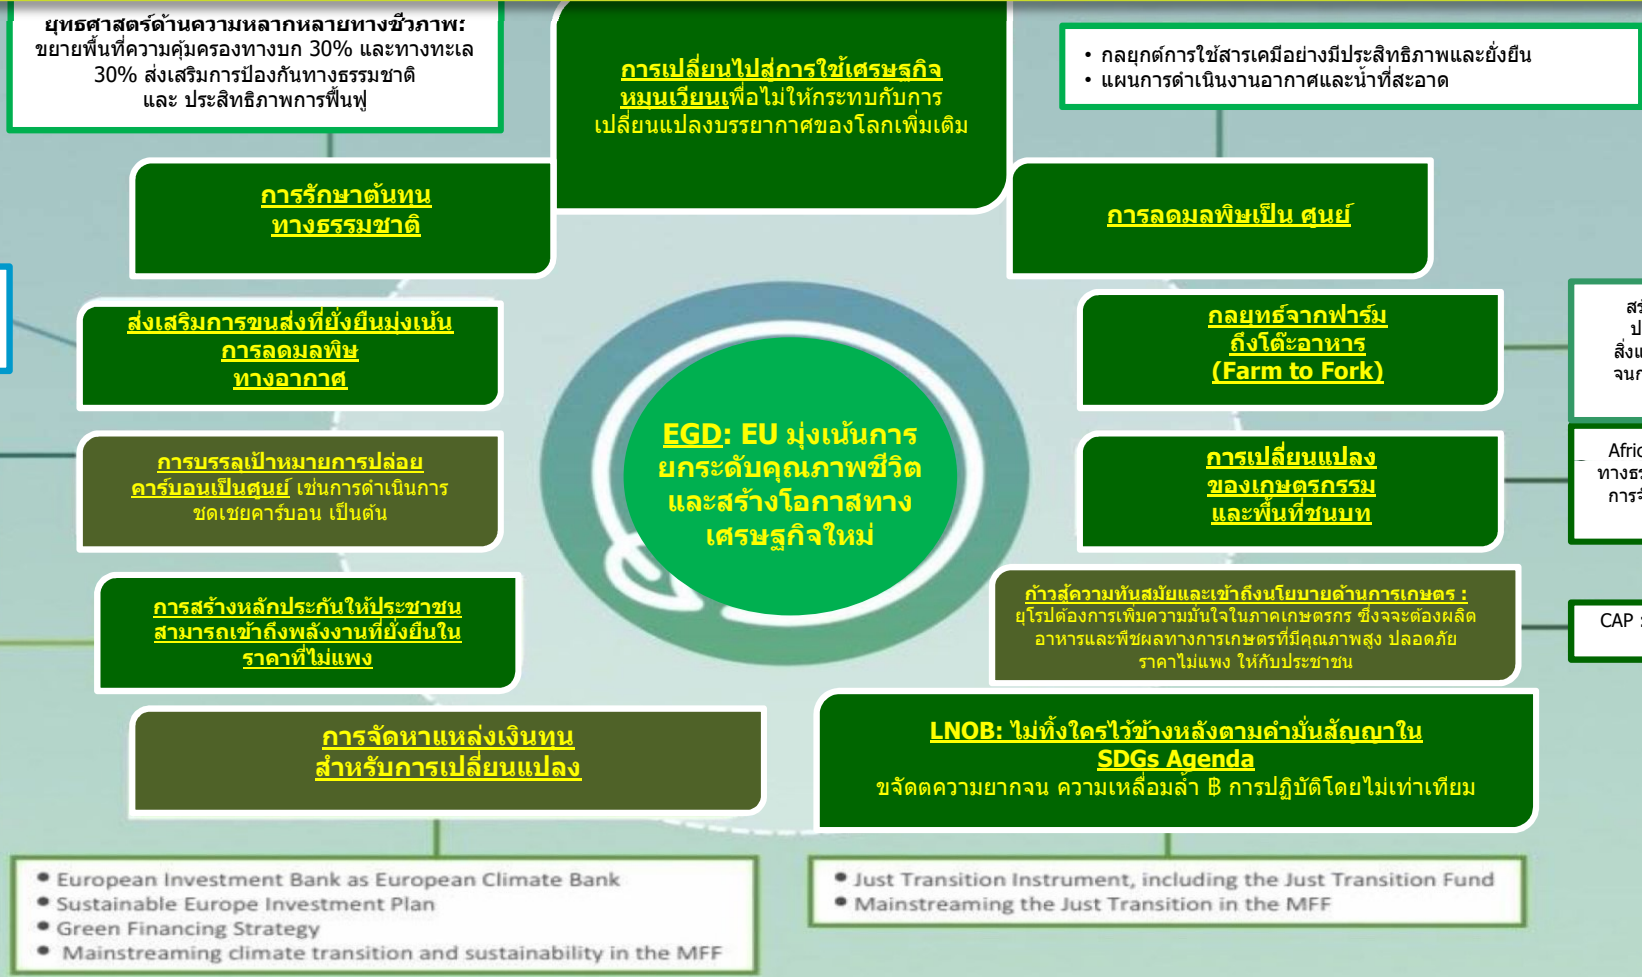 ยุทธศาสตร์ด้านความหลากหลายทางชีวภาพ:
ขยายพื้นที่ความคุ้มครองทางบก 30% และทางทะเล
30% ส่งเสริมการป้องกันทางธรรมชาติ
และ ประสิทธิภาพการฟื้นฟู
การเปลี่ยนไปสู่การใช้เศรษฐกิจ
หมุนเวียนเพื่อไม่ให้กระทบกับการ
เปลี่ยนแปลงบรรยากาศของโลกเพิ่มเติม
• กลยุกต์การใช้สารเคมีอย่างมีประสิทธิภาพและยั่งยืน
• แผนการดำเนินงานอากาศและน้ำที่สะอาด
การรักษาต้นทุน
ทางธรรมชาติ
การลดมลพิษเป็น ศูนย์
ส่งเสริมการขนส่งที่ยั่งยืนมุ่งเน้น
การลดมลพิษ
ทางอากาศ
กลยุทธ์จากฟาร์ม
ถึงโต๊ะอาหาร
(Farm to Fork)
EGD: EU มุ่งเน้นการ
ยกระดับคุณภาพชีวิต
และสร้างโอกาสทาง
เศรษฐกิจใหม่
การบรรลุเป้าหมายการปล่อย
คาร์บอนเป็นศูนย์ เช่นการดำเนินการ
ชดเชยคาร์บอน เป็นต้น
การเปลี่ยนแปลง
ของเกษตรกรรม
และพื้นที่ชนบท
การสร้างหลักประกันให้ประชาชน
สามารถเข้าถึงพลังงานที่ยั่งยืนใน
ราคาที่ไม่แพง
ก้าวสู่ความทันสมัยและเข้าถึงนโยบายด้านการเกษตร :
ยุโรปต้องการเพิ่มความมั่นใจในภาคเกษตรกร ซึ่งจจะต้องผลิต
อาหารและพืชผลทางการเกษตรที่มีคุณภาพสูง ปลอดภัย
ราคาไม่แพง ให้กับประชาชน
CAP :
การจัดหาแหล่งเงินทุน
สำหรับการเปลี่ยนแปลง
LNOB: ไม่ทิ้งใครไว้ข้างหลังตามคำมั่นสัญญาใน
SDGs Agenda
ขจัดตความยากจน ความเหลื่อมล้ำ ฿ การปฏิบัติโดยไม่เท่าเทียม
• European Investment Bank as European Climate Bank
• Sustainable Europe Investment Plan
• Green Financing Strategy
• Mainstreaming climate transition and sustainability in the MFF
• Just Transition Instrument, including the Just Transition Fund
• Mainstreaming the Just Transition in the MFF